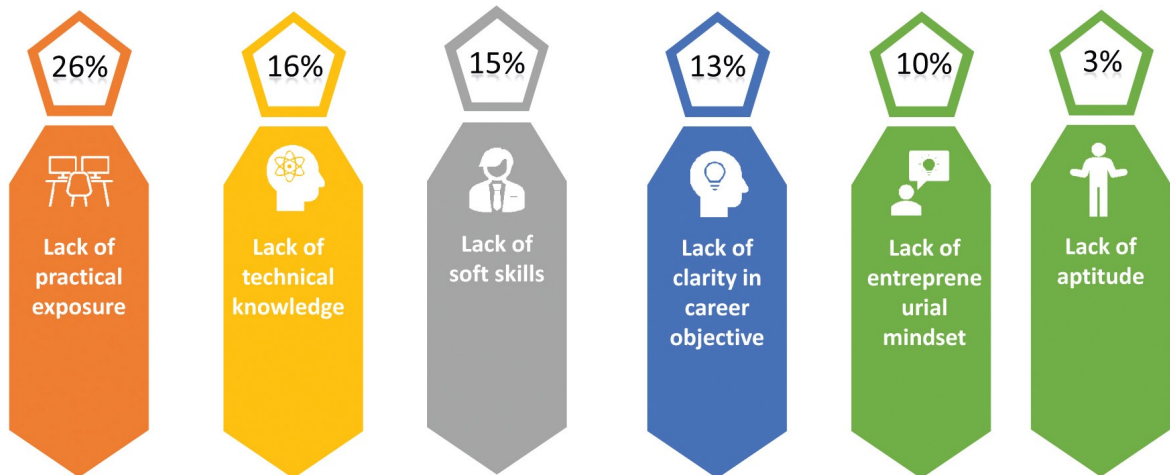 26%
16%
15%
13%
10%
3%
Lack of
practical
exposure
Lack of
technical
knowledge
Lack of
soft skills
Lack of
clarity in
career
objective
Lack of
entreprene
urial
mindset
Lack of
aptitude